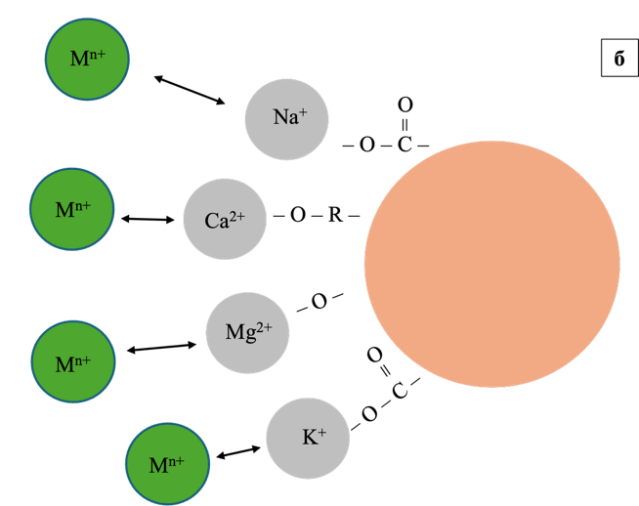 Mⁿ⁺
б
Na⁺
O
||
– O – C –
Mⁿ⁺
Ca²⁺ – O – R –
– O –
Mg²⁺
Mⁿ⁺
O
||
– O – C –
K⁺
Mⁿ⁺